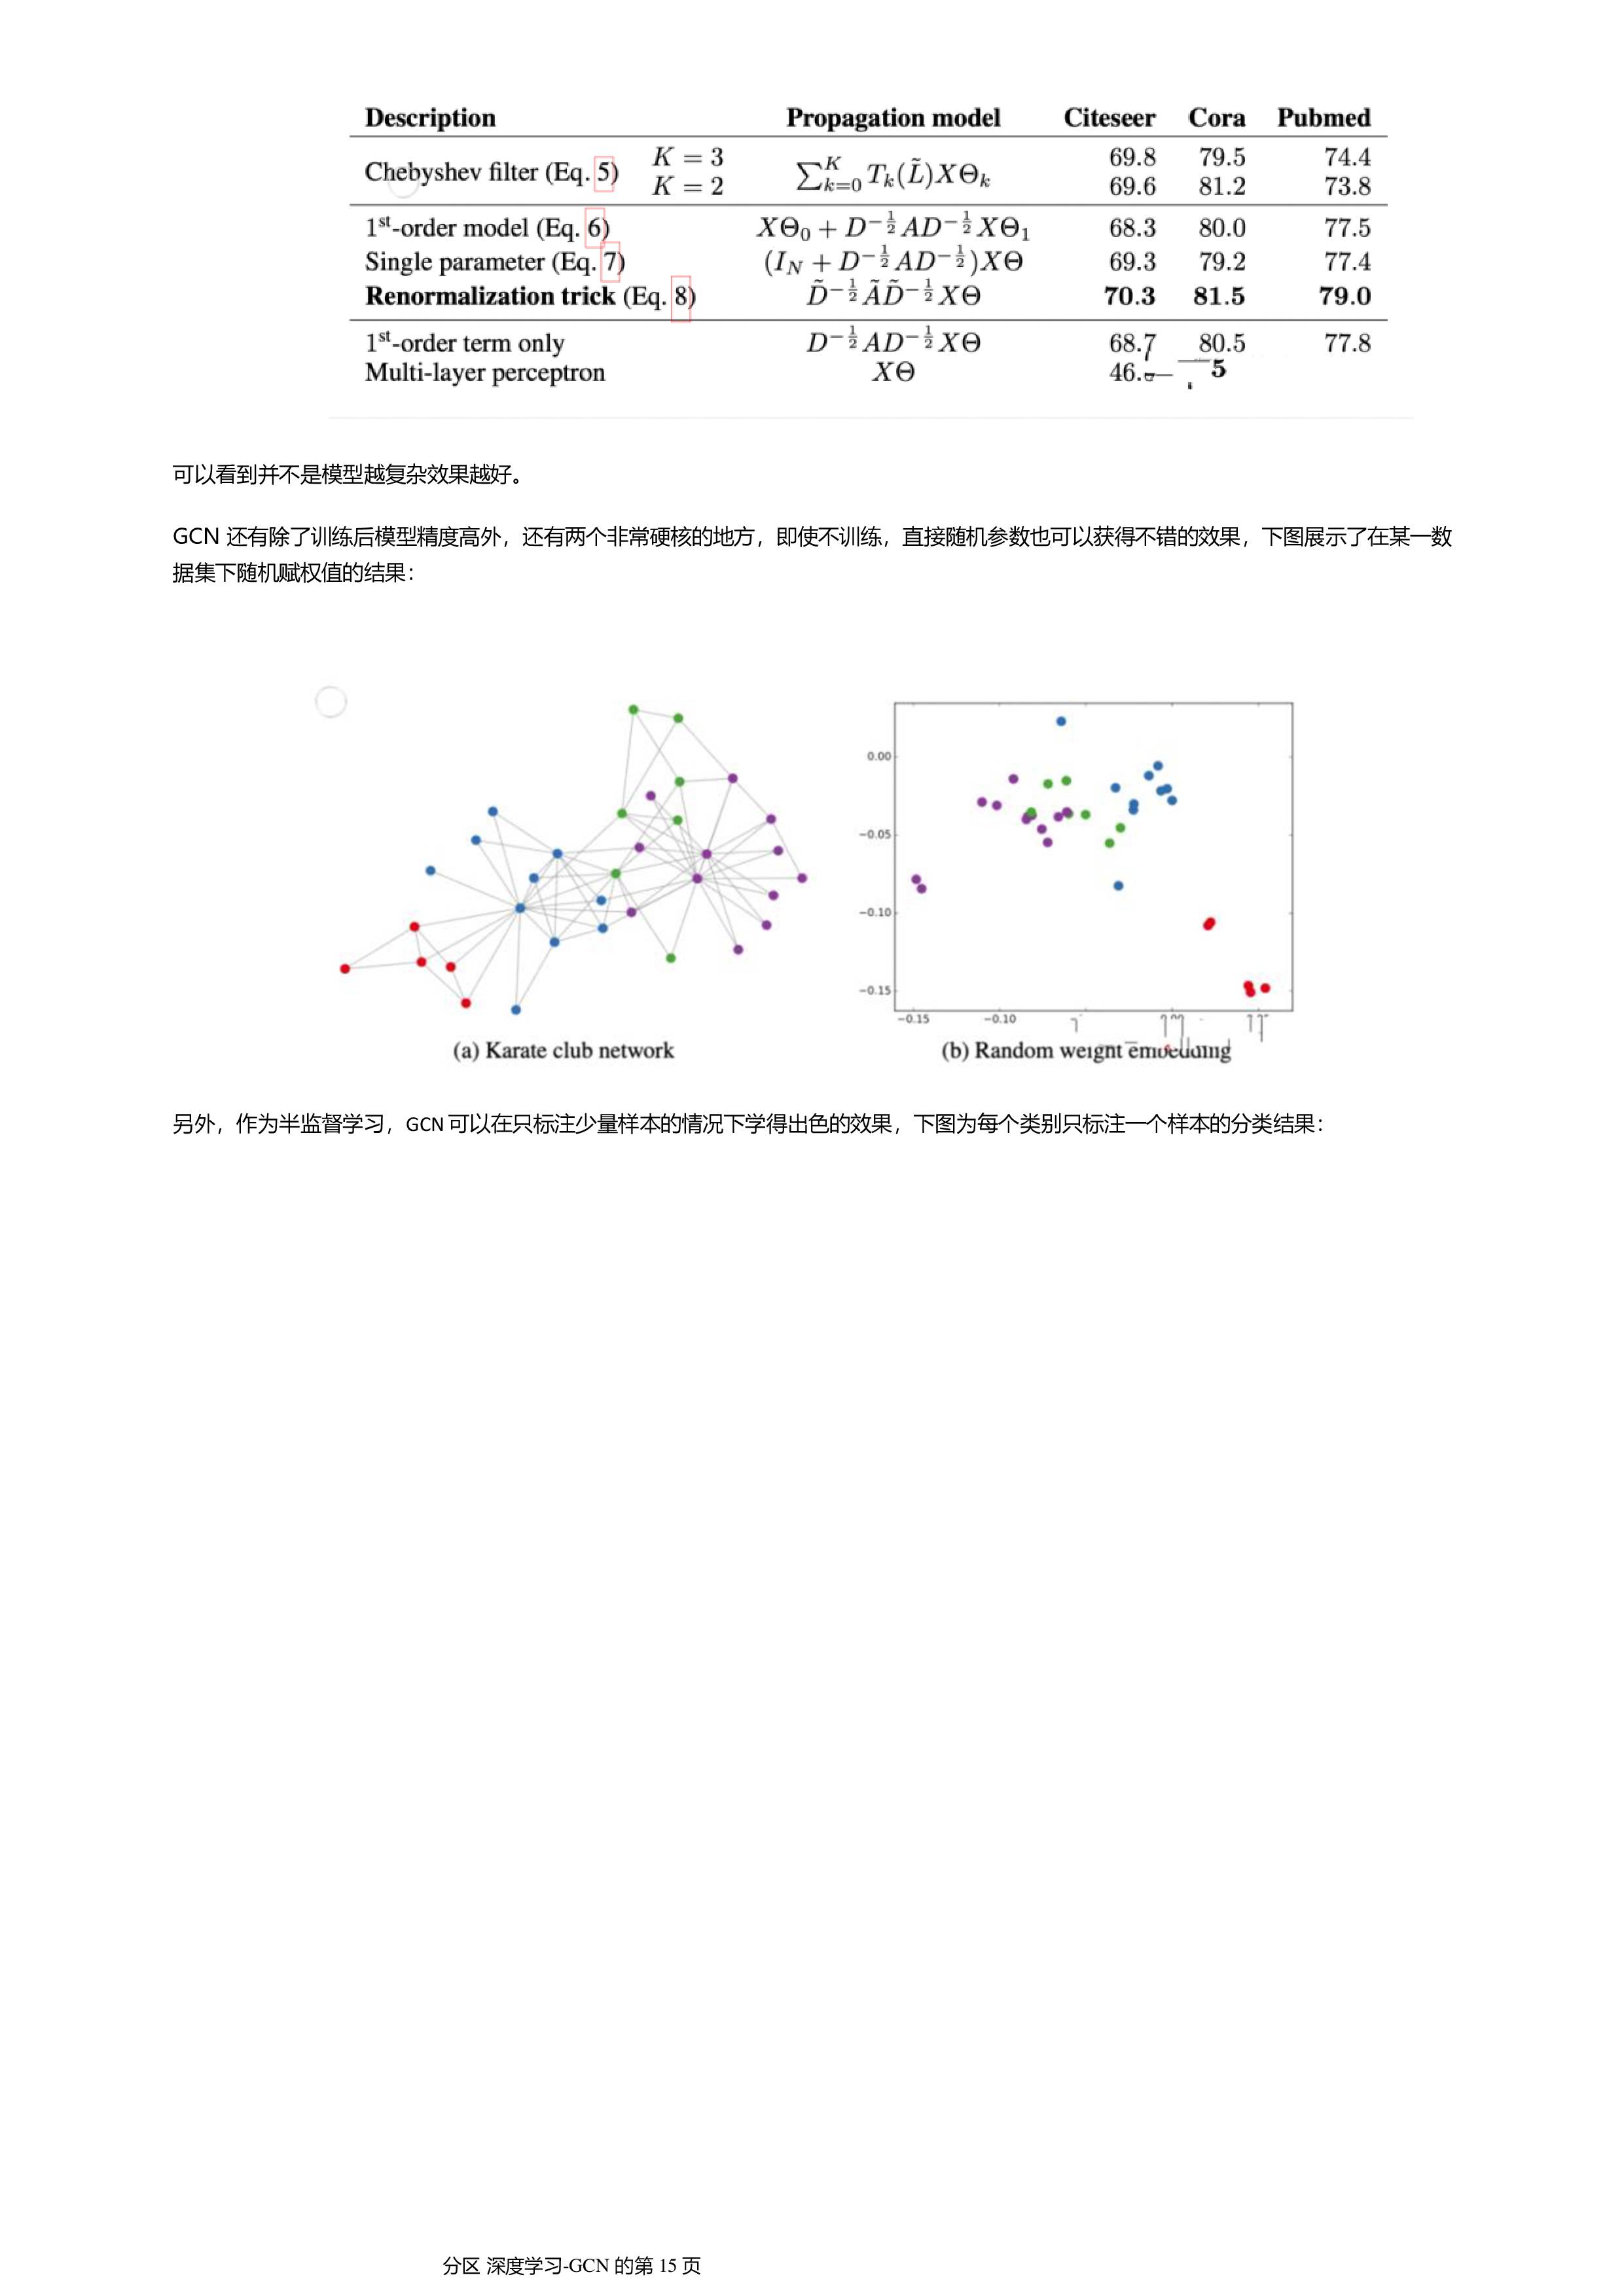 Description Propagation model Citeseer Cora Pubmed
Chebyshev filter (Eq. 5) K = 3 ∑_{k=0}^{K} T_k(L̃)XΘ_k 69.8 79.5 74.4
K = 2 69.6 81.2 73.8
1st-order model (Eq. 6) XΘ₀ + D^{-1/2}AD^{-1/2}XΘ₁ 68.3 80.0 77.5
Single parameter (Eq. 7) (I_N + D^{-1/2}AD^{-1/2})XΘ 69.3 79.2 77.4
Renormalization trick (Eq. 8) D̃^{-1/2}ÃD̃^{-1/2}XΘ 70.3 81.5 79.0
1st-order term only D^{-1/2}AD^{-1/2}XΘ 68.7 80.5 77.8
Multi-layer perceptron XΘ
可以看到并不是模型越复杂效果越好。
GCN 还有除了训练后模型精度高外，还有两个非常硬核的地方，即使不训练，直接随机参数也可以获得不错的效果，下图展示了在某一数
据集下随机赋权值的结果：
0.00
−0.05
−0.10
−0.15
−0.15 −0.10
(a) Karate club network
(b) Random weight embedding
另外，作为半监督学习，GCN 可以在只标注少量样本的情况下学得出色的效果，下图为每个类别只标注一个样本的分类结果：
分区 深度学习-GCN 的第 15 页